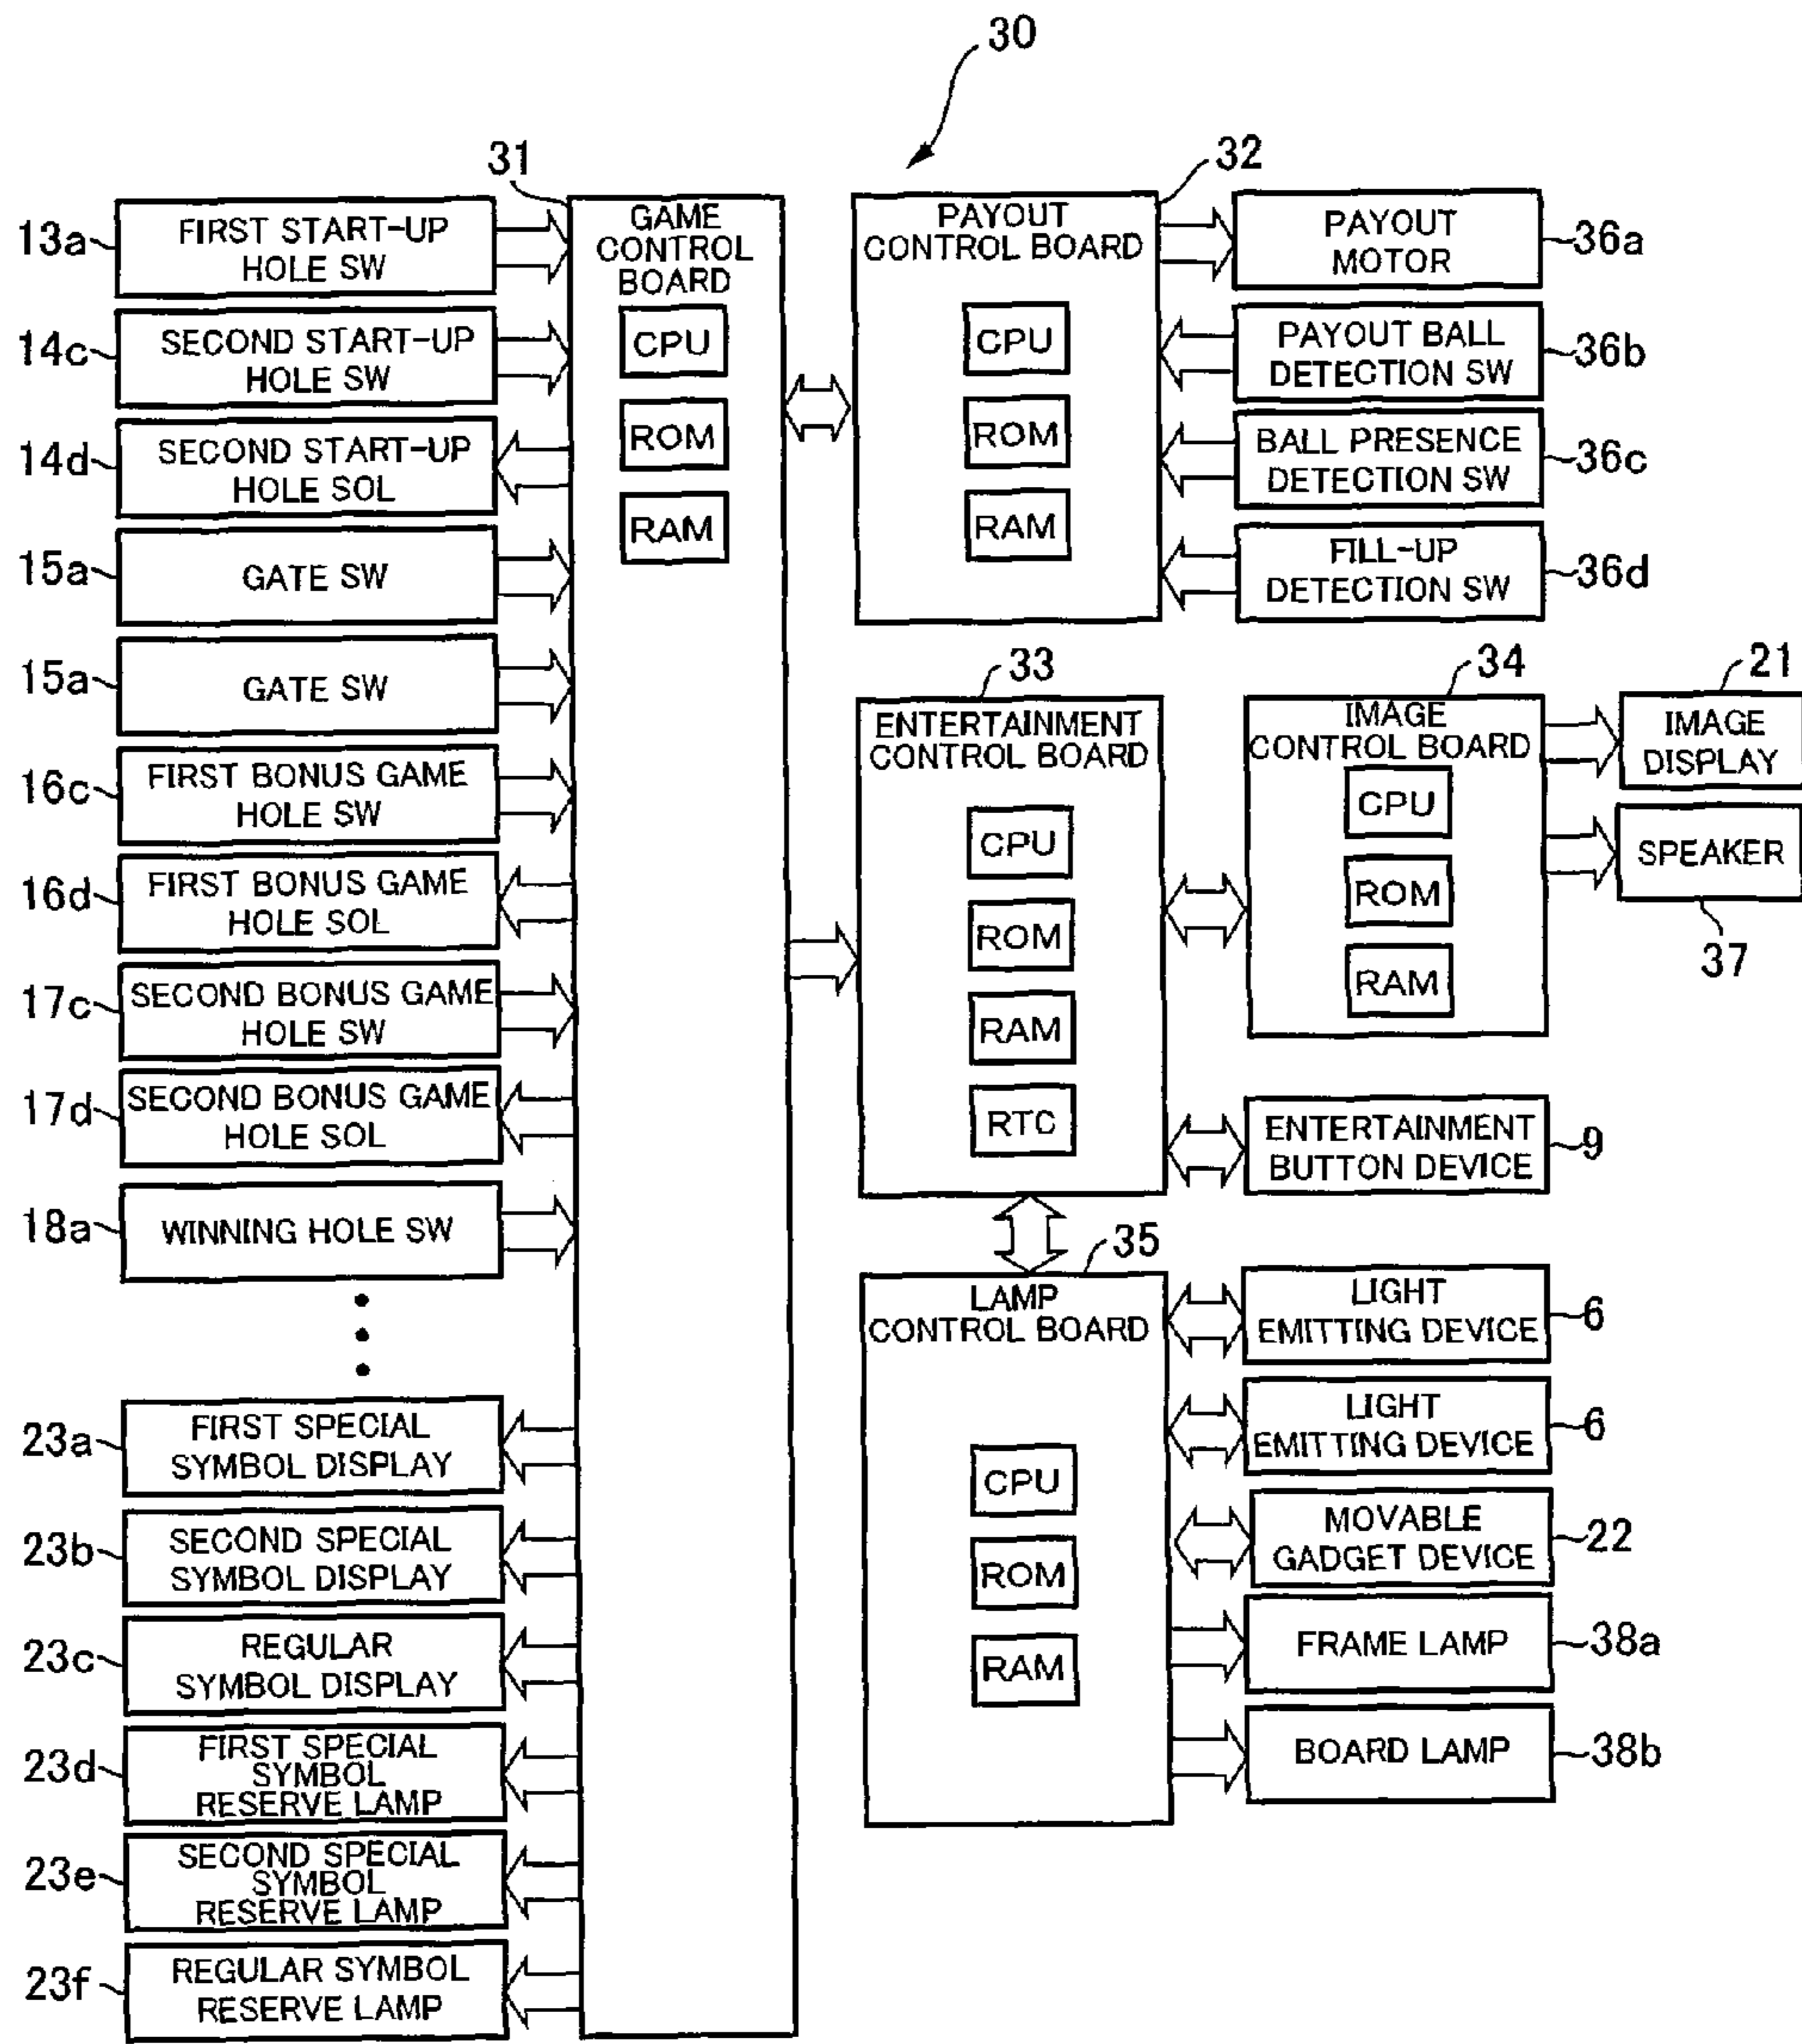 30
31
32
13a
FIRST START-UP
HOLE SW
14c
SECOND START-UP
HOLE SW
14d
SECOND START-UP
HOLE SOL
15a
GATE SW
15a
GATE SW
16c
FIRST BONUS GAME
HOLE SW
16d
FIRST BONUS GAME
HOLE SOL
17c
SECOND BONUS GAME
HOLE SW
17d
SECOND BONUS GAME
HOLE SOL
18a
WINNING HOLE SW
23a
FIRST SPECIAL
SYMBOL DISPLAY
23b
SECOND SPECIAL
SYMBOL DISPLAY
23c
REGULAR
SYMBOL DISPLAY
23d
FIRST SPECIAL
SYMBOL
RESERVE LAMP
23e
SECOND SPECIAL
SYMBOL
RESERVE LAMP
23f
REGULAR SYMBOL
RESERVE LAMP
GAME
CONTROL
BOARD
CPU
ROM
RAM
PAYOUT
CONTROL BOARD
CPU
ROM
RAM
PAYOUT
MOTOR
36a
PAYOUT BALL
DETECTION SW
36b
BALL PRESENCE
DETECTION SW
36c
FILL-UP
DETECTION SW
36d
33
ENTERTAINMENT
CONTROL BOARD
CPU
ROM
RAM
RTC
34
IMAGE
CONTROL BOARD
CPU
ROM
RAM
21
IMAGE
DISPLAY
SPEAKER
37
ENTERTAINMENT
BUTTON DEVICE
9
35
LAMP
CONTROL BOARD
CPU
ROM
RAM
LIGHT
EMITTING DEVICE
6
LIGHT
EMITTING DEVICE
6
MOVABLE
GADGET DEVICE
22
FRAME LAMP
38a
BOARD LAMP
38b